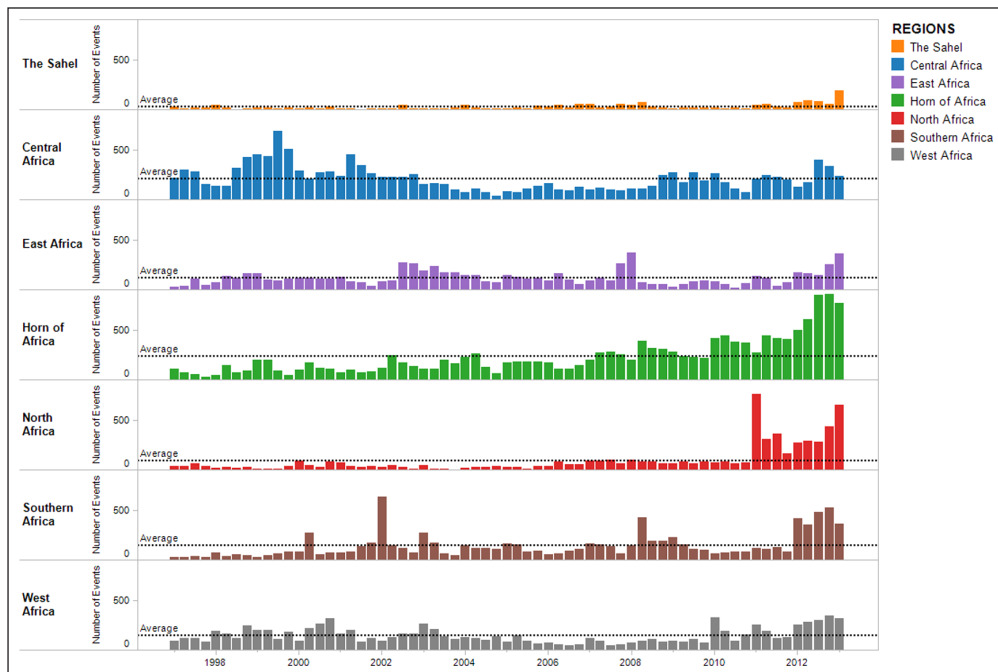 REGIONS
The Sahel
Central Africa
East Africa
Horn of Africa
North Africa
Southern Africa
West Africa
The Sahel
Number of Events
500
0
Average
Central
Africa
Number of Events
500
0
Average
East Africa
Number of Events
500
0
Average
Horn of
Africa
Number of Events
500
0
Average
North
Africa
Number of Events
500
0
Average
Southern
Africa
Number of Events
500
0
Average
West
Africa
Number of Events
500
0
Average
1998 2000 2002 2004 2006 2008 2010 2012